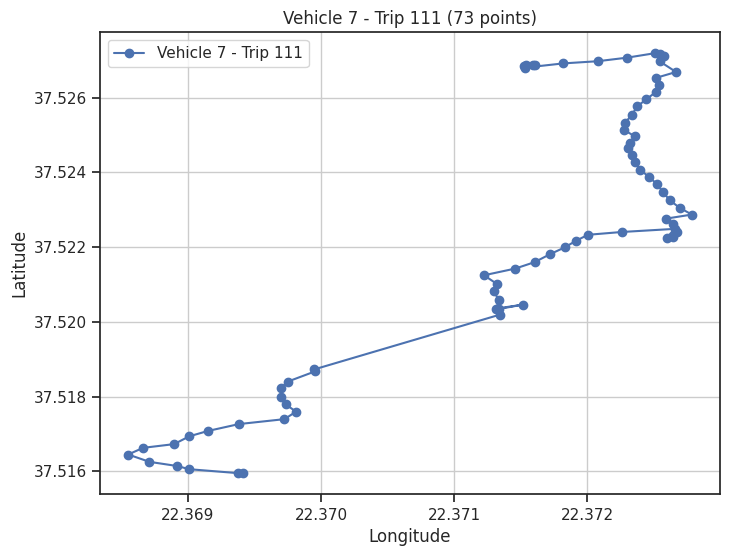 Vehicle 7 - Trip 111 (73 points)
Vehicle 7 - Trip 111
37.526
37.524
37.522
37.520
37.518
37.516
Latitude
22.369
22.370
22.371
22.372
Longitude